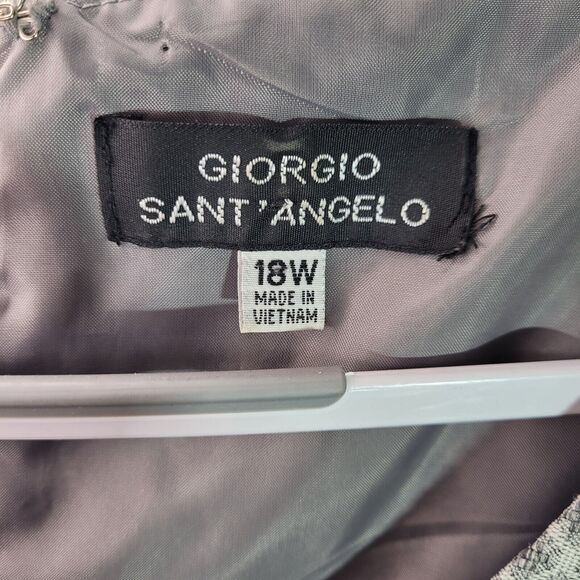 GIORGIO
SANT'ANGELO
18W
MADE IN
VIETNAM